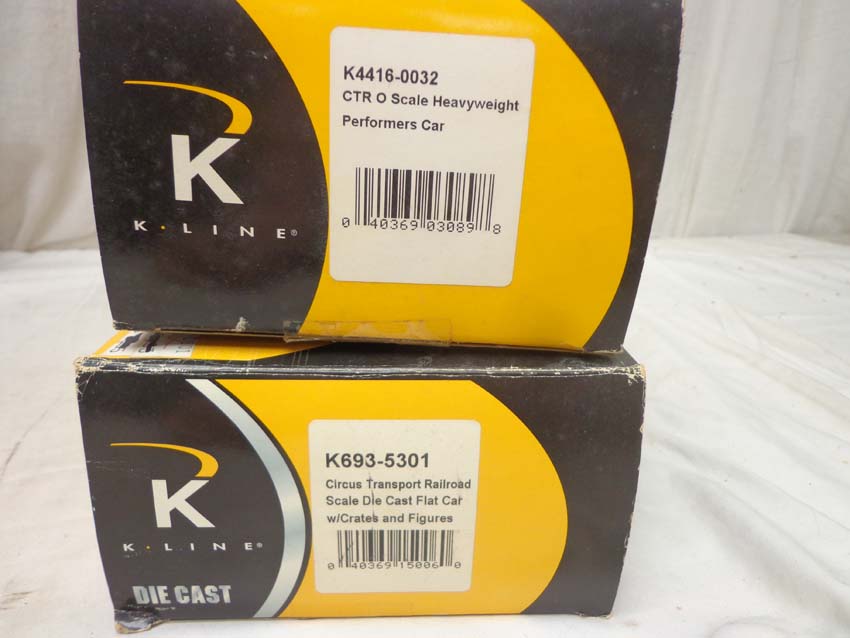 K
K·LINE®
K4416-0032
CTR O Scale Heavyweight
Performers Car
0 40369 03089 8
K
K·LINE®
DIE CAST
K693-5301
Circus Transport Railroad
Scale Die Cast Flat Car
w/Crates and Figures
0 40369 15006 0